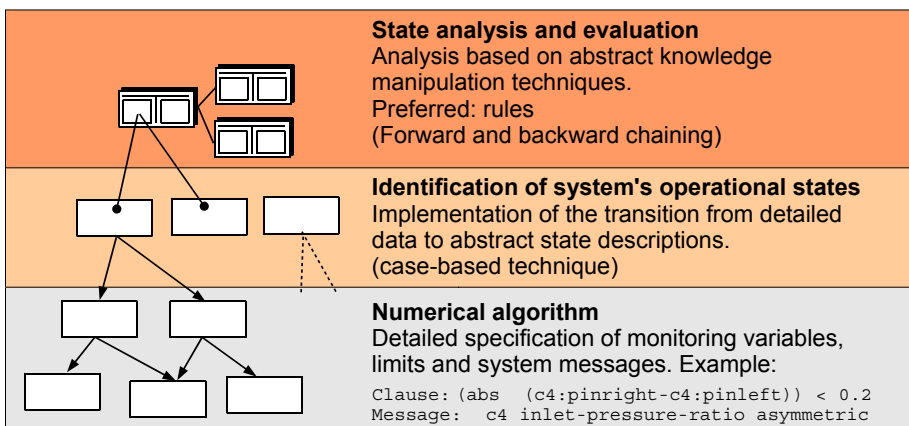 State analysis and evaluation
Analysis based on abstract knowledge
manipulation techniques.
Preferred: rules
(Forward and backward chaining)
Identification of system's operational states
Implementation of the transition from detailed
data to abstract state descriptions.
(case-based technique)
Numerical algorithm
Detailed specification of monitoring variables,
limits and system messages. Example:
Clause: (abs (c4:pinright-c4:pinleft)) < 0.2
Message: c4 inlet-pressure-ratio asymmetric